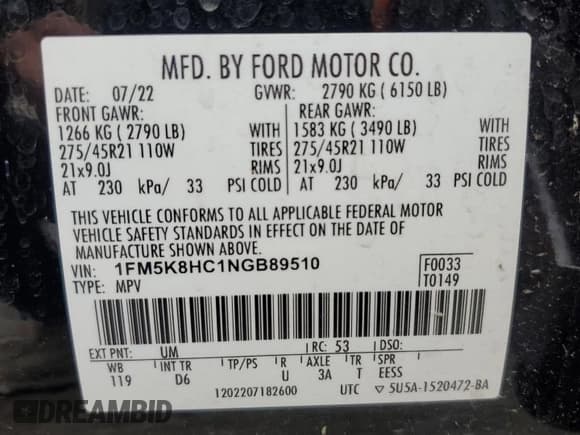 MFD. BY FORD MOTOR CO.
DATE: 07/22 GVWR: 2790 KG ( 6150 LB)
FRONT GAWR: REAR GAWR:
1266 KG ( 2790 LB) WITH 1583 KG ( 3490 LB) WITH
275/45R21 110W TIRES 275/45R21 110W TIRES
21x9.0J RIMS 21x9.0J RIMS
AT 230 kPa/ 33 PSI COLD AT 230 kPa/ 33 PSI COLD
THIS VEHICLE CONFORMS TO ALL APPLICABLE FEDERAL MOTOR
VEHICLE SAFETY STANDARDS IN EFFECT ON THE DATE OF
MANUFACTURE SHOWN ABOVE.
VIN: 1FM5K8HC1NGB89510 F0033
TYPE: MPV T0149
EXT PNT: UM RC: 53 DSO:
WB INT TR TP/PS R AXLE TR SPR
119 D6 U 3A T EESS
1202207182600 UTC ▽ 5U5A-1520472-BA
DREAMBID